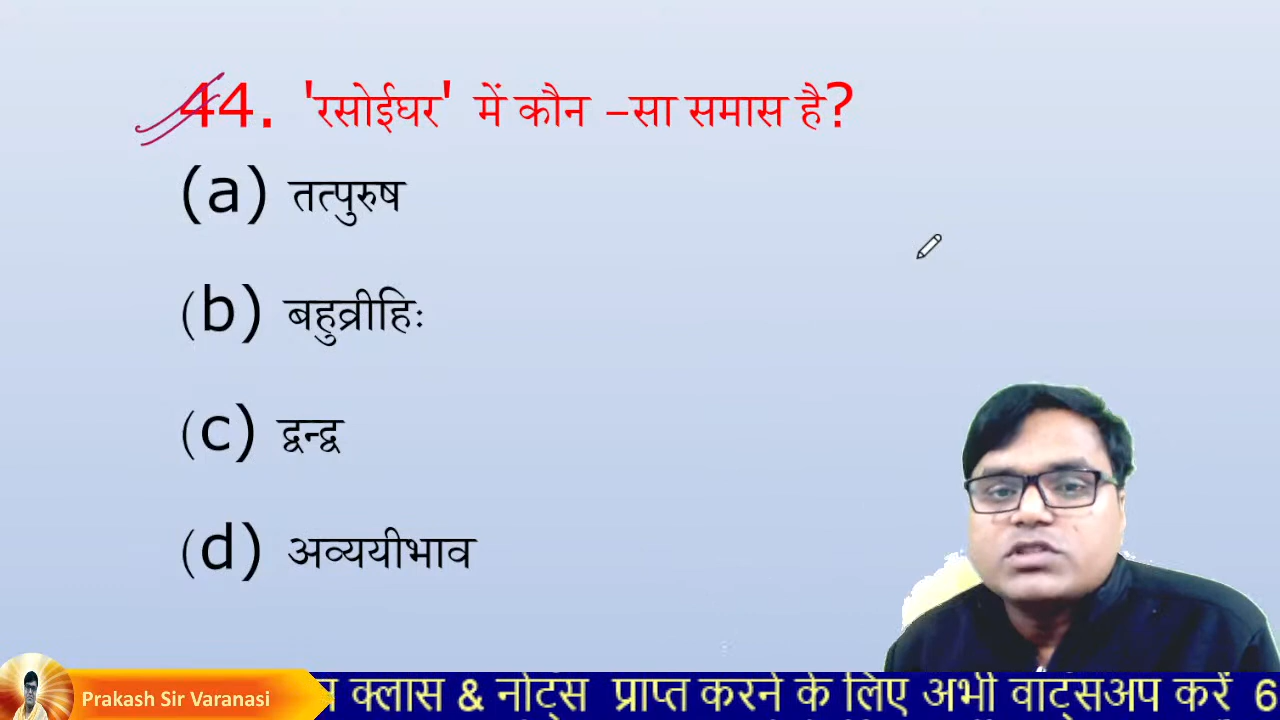 44. 'रसोईघर' में कौन –सा समास है?
(a) तत्पुरुष
(b) बहुव्रीहिः
(c) द्वन्द्व
(d) अव्ययीभाव
Prakash Sir Varanasi
क्लास & नोट्स प्राप्त करने के लिए अभी वाट्सअप करें 6